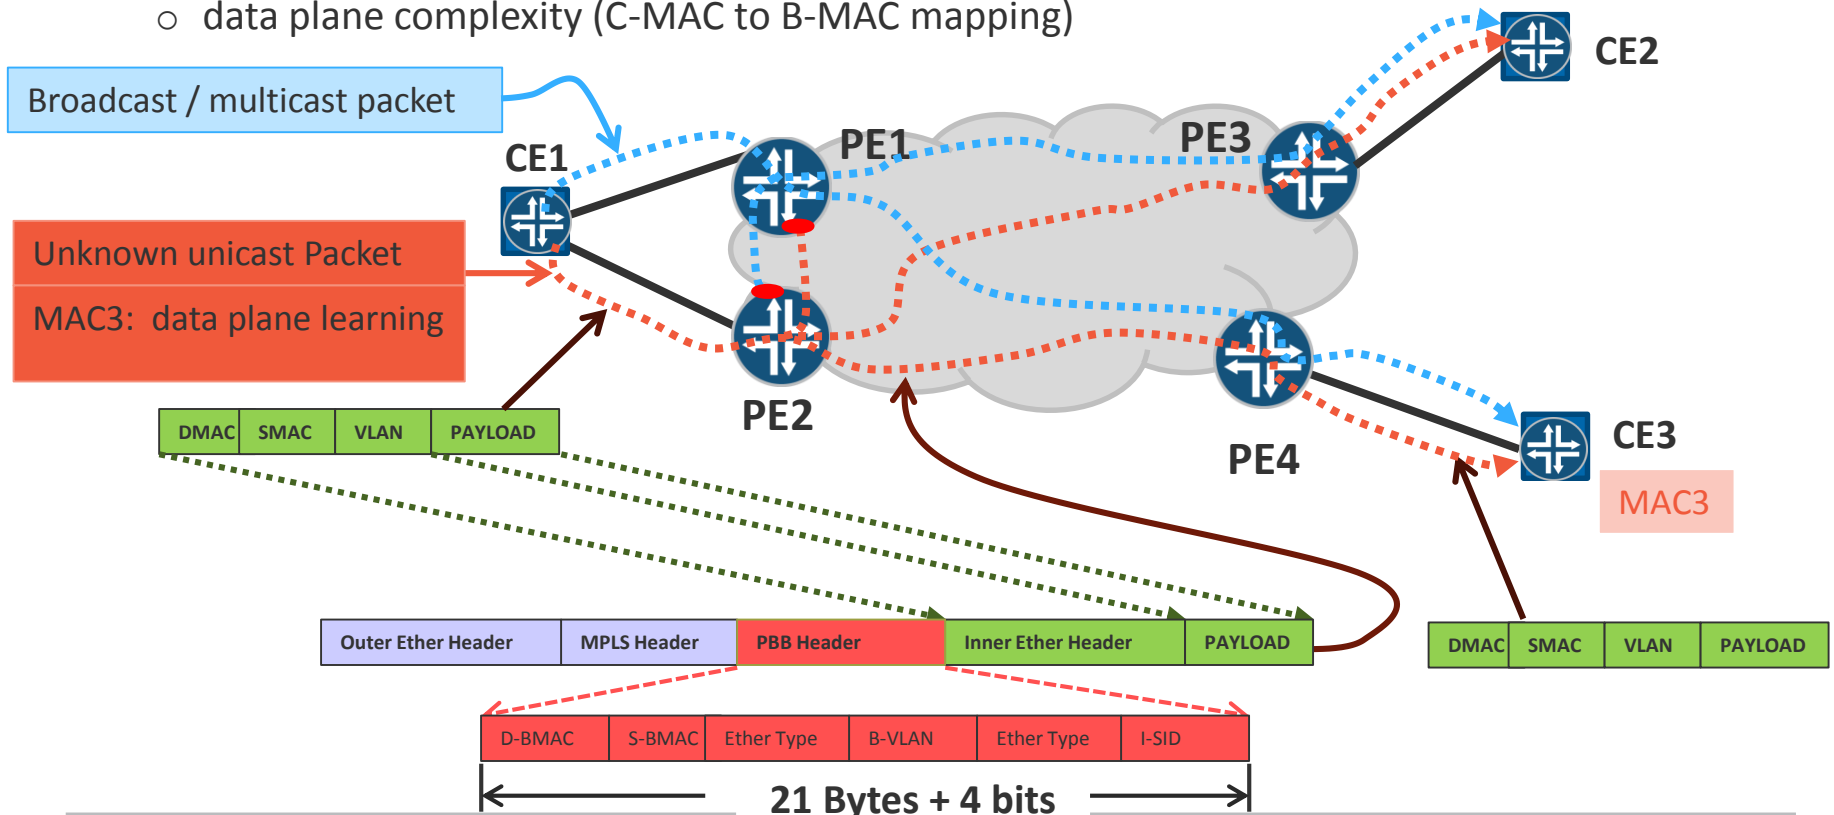 o data plane complexity (C-MAC to B-MAC mapping)
Broadcast / multicast packet
CE1
PE1
PE3
CE2
Unknown unicast Packet
MAC3: data plane learning
PE2
PE4
CE3
MAC3
DMAC SMAC VLAN PAYLOAD
Outer Ether Header MPLS Header PBB Header Inner Ether Header PAYLOAD
DMAC SMAC VLAN PAYLOAD
D-BMAC S-BMAC Ether Type B-VLAN Ether Type I-SID
21 Bytes + 4 bits